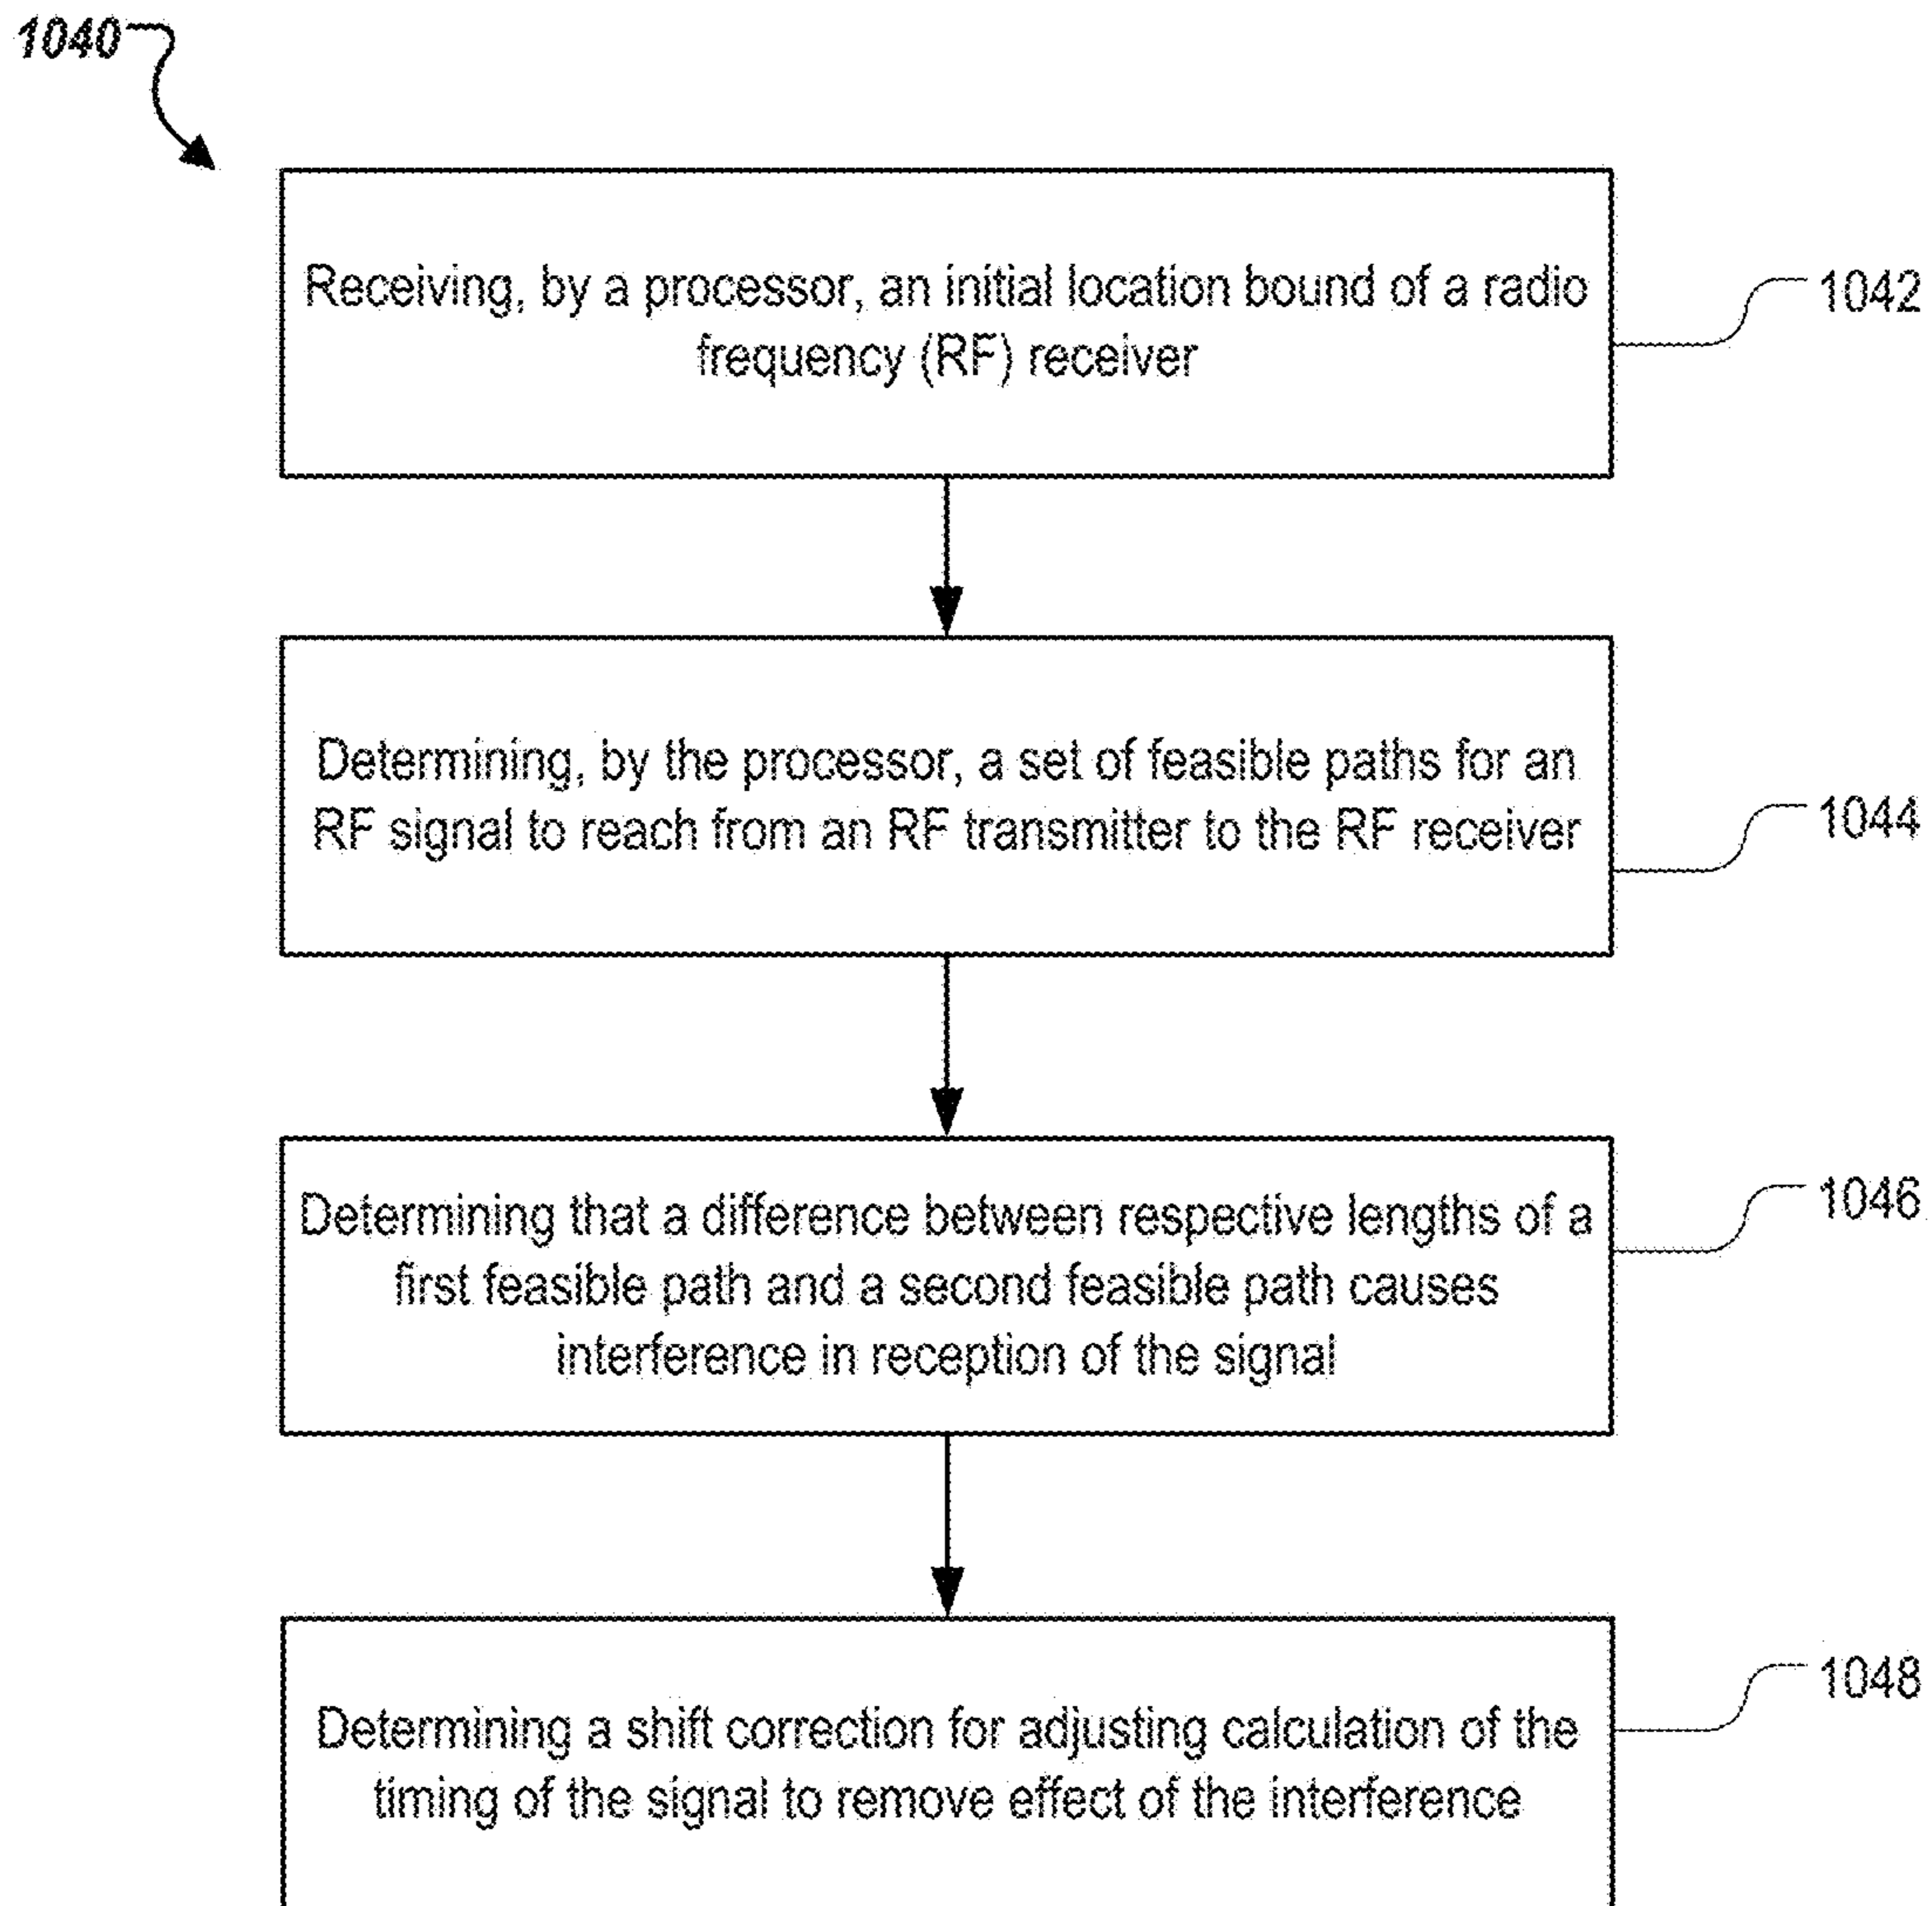 1040
Receiving, by a processor, an initial location bound of a radio
frequency (RF) receiver
1042
Determining, by the processor, a set of feasible paths for an
RF signal to reach from an RF transmitter to the RF receiver
1044
Determining that a difference between respective lengths of a
first feasible path and a second feasible path causes
interference in reception of the signal
1046
Determining a shift correction for adjusting calculation of the
timing of the signal to remove effect of the interference
1048